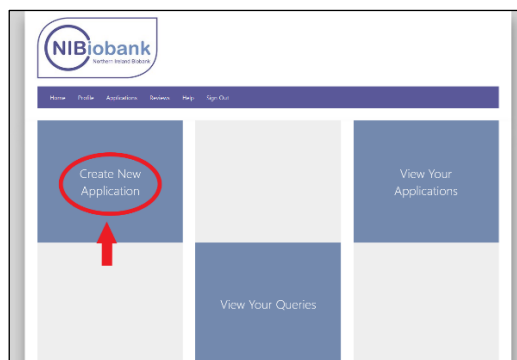 NIBiobank
Northern Ireland Biobank
Home Profile Applications Reviews Help Sign Out
Create New
Application
View Your
Applications
View Your Queries